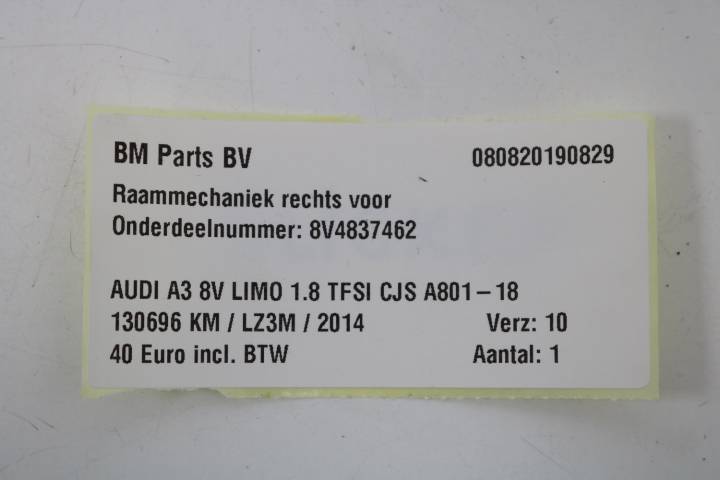 BM Parts BV 080820190829
Raammechaniek rechts voor
Onderdeelnummer: 8V4837462
AUDI A3 8V LIMO 1.8 TFSI CJS A801-18
130696 KM / LZ3M / 2014 Verz: 10
40 Euro incl. BTW Aantal: 1